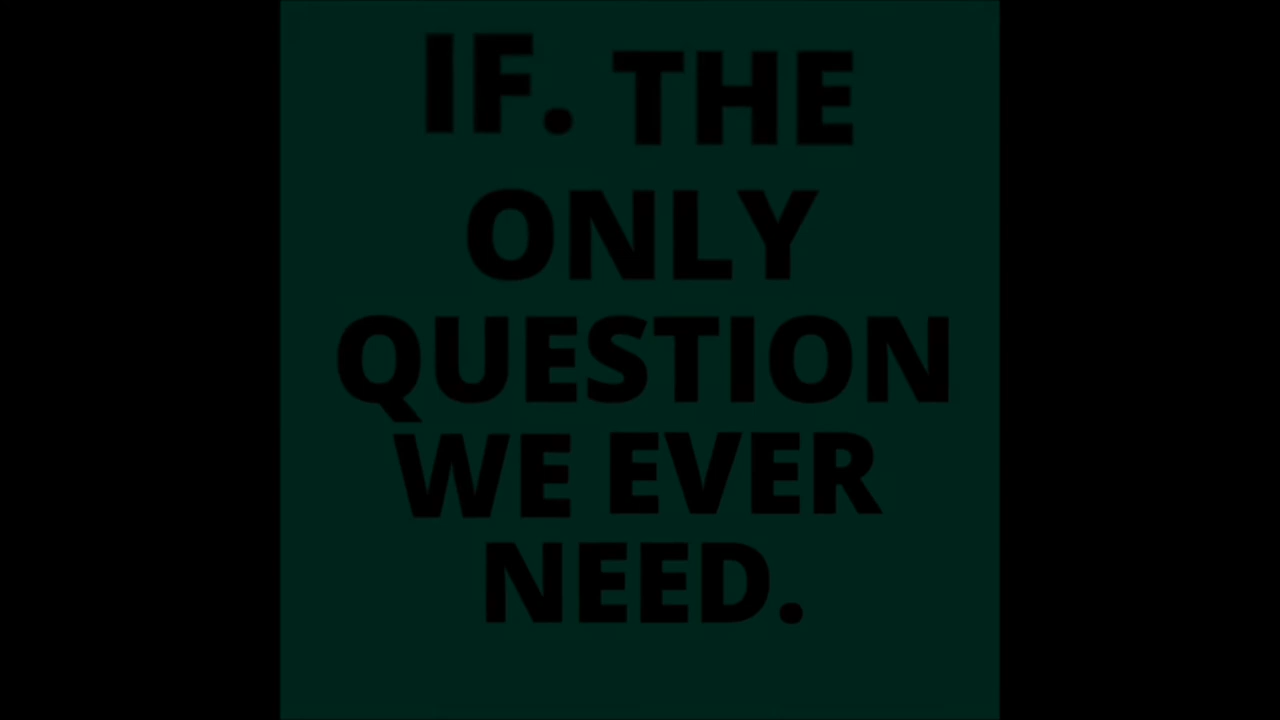 IF. THE
ONLY
QUESTION
WE EVER
NEED.